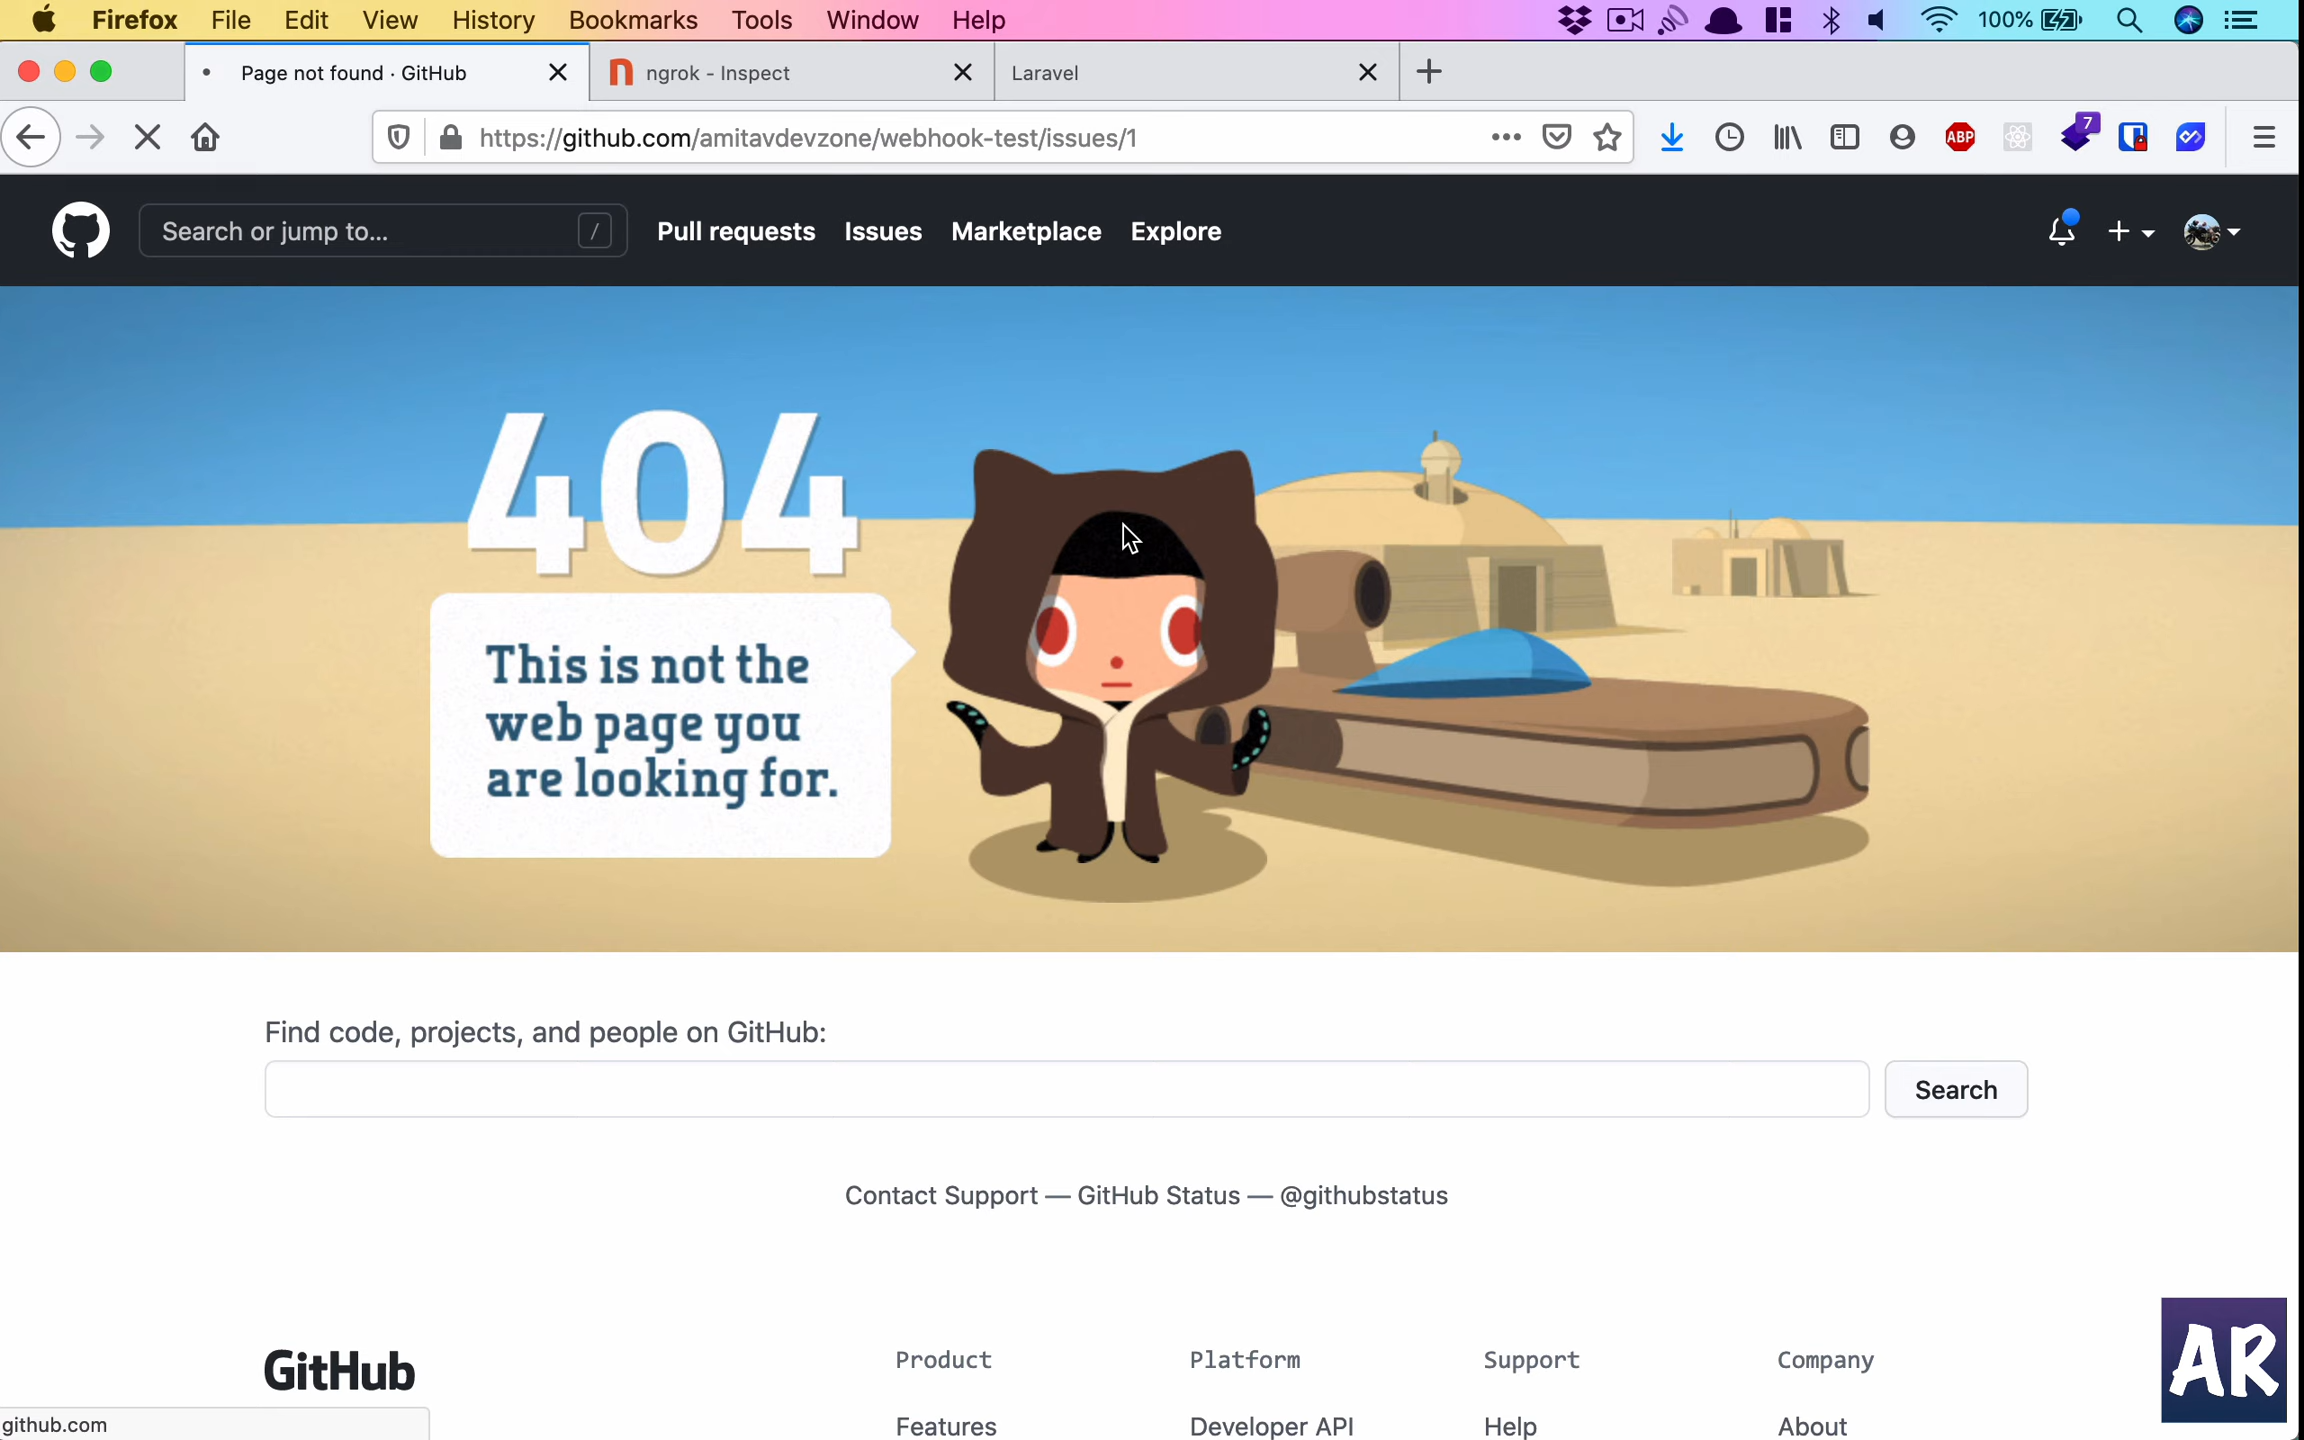 Firefox File Edit View History Bookmarks Tools Window Help 100%
Page not found · GitHub ngrok - Inspect Laravel
https://github.com/amitavdevzone/webhook-test/issues/1 ABP 7
Search or jump to... / Pull requests Issues Marketplace Explore
404
This is not the
web page you
are looking for.
Find code, projects, and people on GitHub:
Search
Contact Support — GitHub Status — @githubstatus
GitHub Product Platform Support Company
Features Developer API Help About
github.com
AR